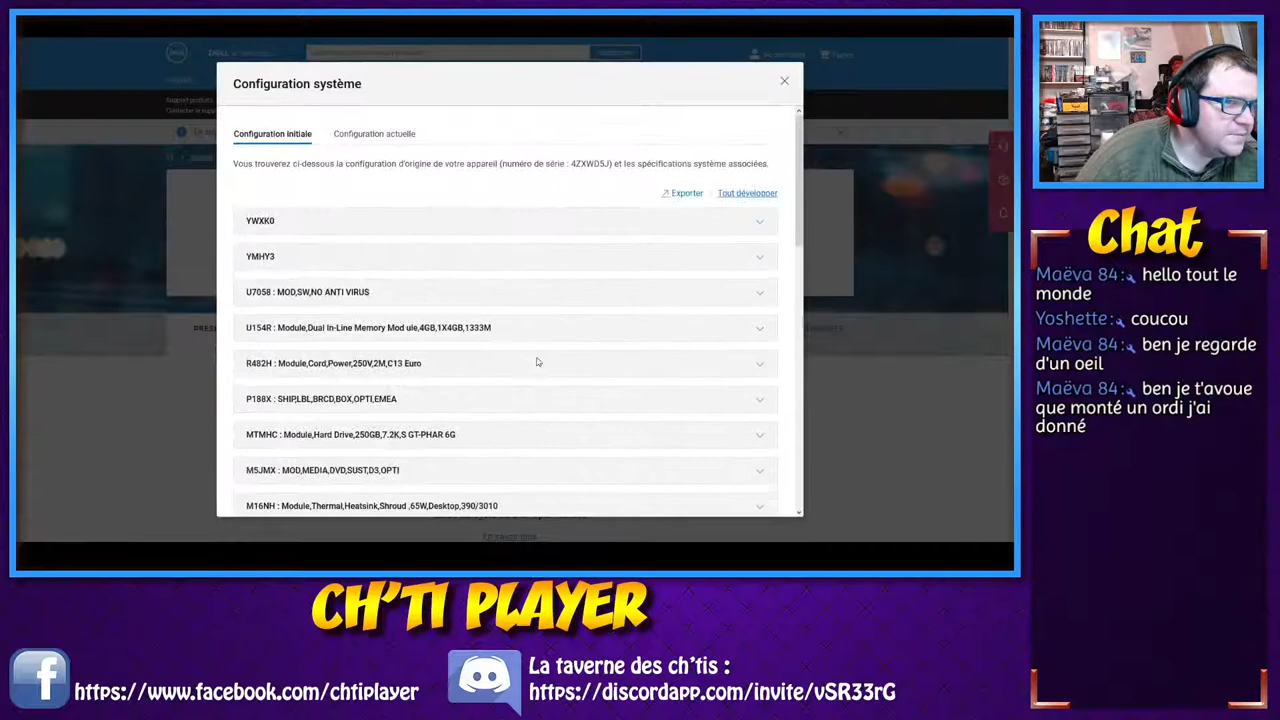 Configuration système
Configuration initiale
Configuration actuelle
Vous trouverez ci-dessous la configuration d'origine de votre appareil (numéro de série : 4ZXWD5J) et les spécifications système associées.
Exporter
Tout développer
YWXK0
YMHY3
U7058 : MOD,SW,NO ANTI VIRUS
U154R : Module,Dual In-Line Memory Mod ule,4GB,1X4GB,1333M
R482H : Module,Cord,Power,250V,2M,C13 Euro
P188X : SHIP,LBL,BRCD,BOX,OPTI,EMEA
MTMHC : Module,Hard Drive,250GB,7.2K,S GT-PHAR 6G
M5JMX : MOD,MEDIA,DVD,SUST,D3,OPTI
M16NH : Module,Thermal,Heatsink,Shroud ,65W,Desktop,390/3010
En savoir plus
Chat
Maëva 84: hello tout le
monde
Yoshette: coucou
Maëva 84: ben je regarde
d'un oeil
Maëva 84: ben je t'avoue
que monté un ordi j'ai
donné
CH'TI PLAYER
https://www.facebook.com/chtiplayer
La taverne des ch'tis :
https://discordapp.com/invite/vSR33rG